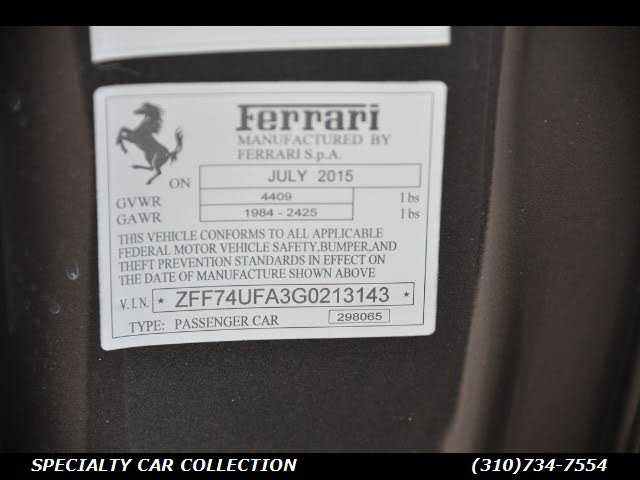 Ferrari
MANUFACTURED BY
FERRARI S.p.A.
ON JULY 2015
GVWR 4409 lbs
GAWR 1984 - 2425 lbs
THIS VEHICLE CONFORMS TO ALL APPLICABLE
FEDERAL MOTOR VEHICLE SAFETY,BUMPER,AND
THEFT PREVENTION STANDARDS IN EFFECT ON
THE DATE OF MANUFACTURE SHOWN ABOVE
V.I.N. * ZFF74UFA3G0213143 *
TYPE: PASSENGER CAR 298065
SPECIALTY CAR COLLECTION (310)734-7554